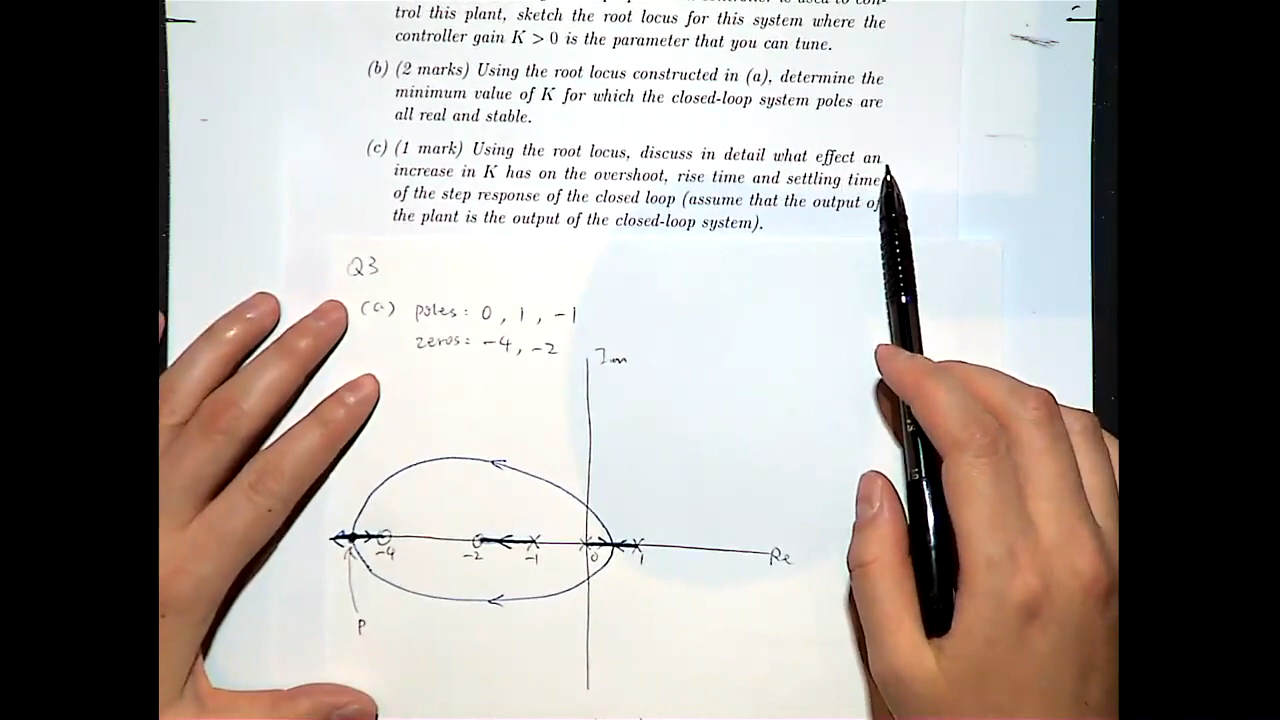 trol this plant, sketch the root locus for this system where the
controller gain K > 0 is the parameter that you can tune.
(b) (2 marks) Using the root locus constructed in (a), determine the
minimum value of K for which the closed-loop system poles are
all real and stable.
(c) (1 mark) Using the root locus, discuss in detail what effect an
increase in K has on the overshoot, rise time and settling time
of the step response of the closed loop (assume that the output of
the plant is the output of the closed-loop system).
Q3
(a) poles: 0, 1, -1
zeros: -4, -2
Im
-4 -2 -1 0 1 Re
P